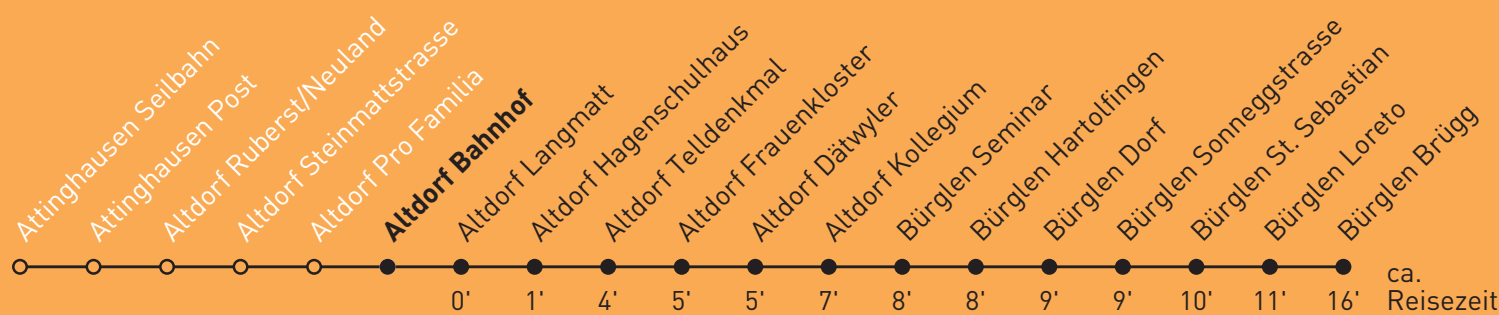 Attinghausen Seilbahn
Attinghausen Post
Altdorf Ruberst/Neuland
Altdorf Steinmattstrasse
Altdorf Pro Familia
Altdorf Bahnhof
Altdorf Langmatt
Altdorf Hagenschulhaus
Altdorf Telldenkmal
Altdorf Frauenkloster
Altdorf Dätwyler
Altdorf Kollegium
Bürglen Seminar
Bürglen Hartolfingen
Bürglen Dorf
Bürglen Sonneggstrasse
Bürglen St. Sebastian
Bürglen Loreto
Bürglen Brügg
0' 1' 4' 5' 5' 7' 8' 8' 9' 9' 10' 11' 16'
ca.
Reisezeit